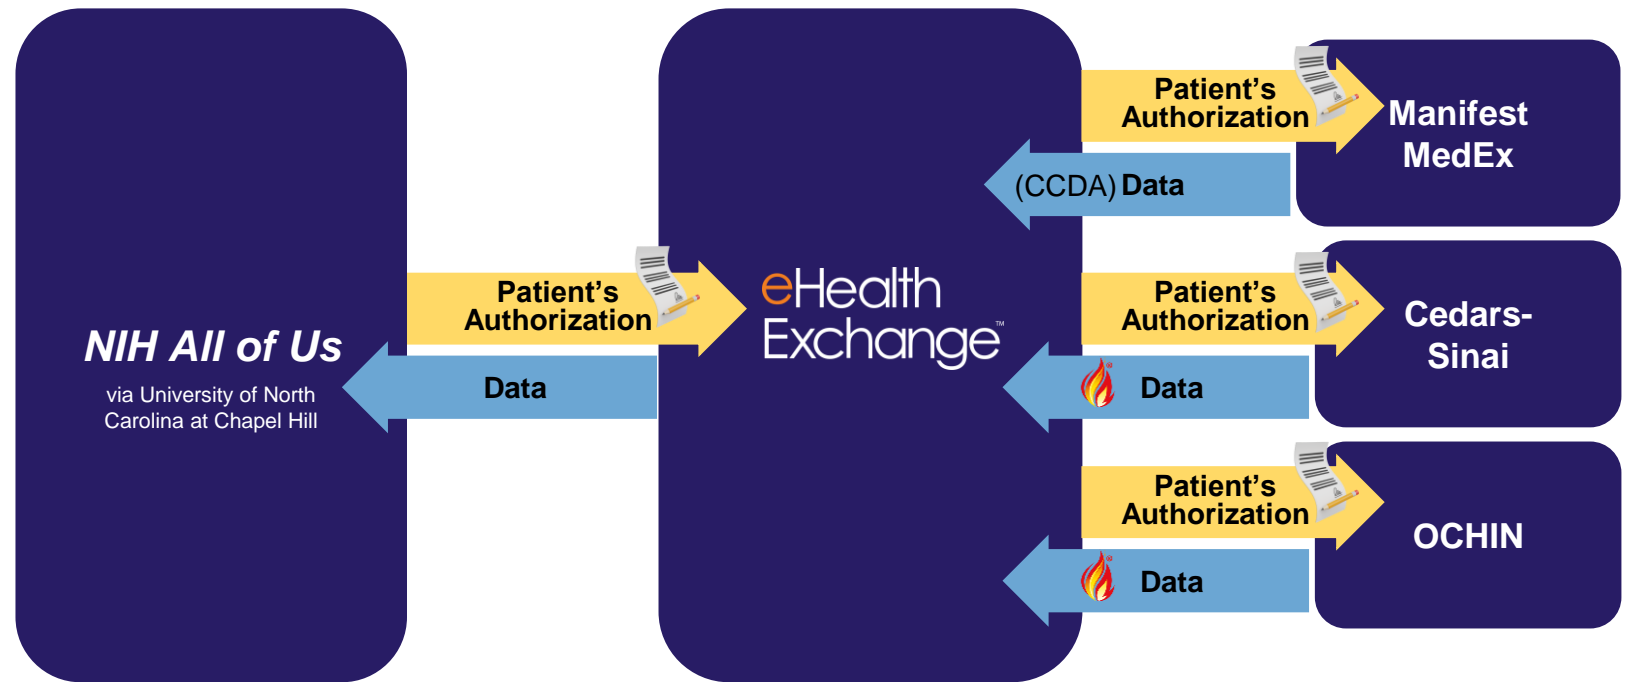 NIH All of Us
via University of North
Carolina at Chapel Hill
Patient's
Authorization
Data
eHealth
Exchange™
Patient's
Authorization
(CCDA) Data
Manifest
MedEx
Patient's
Authorization
Data
Cedars-
Sinai
Patient's
Authorization
Data
OCHIN